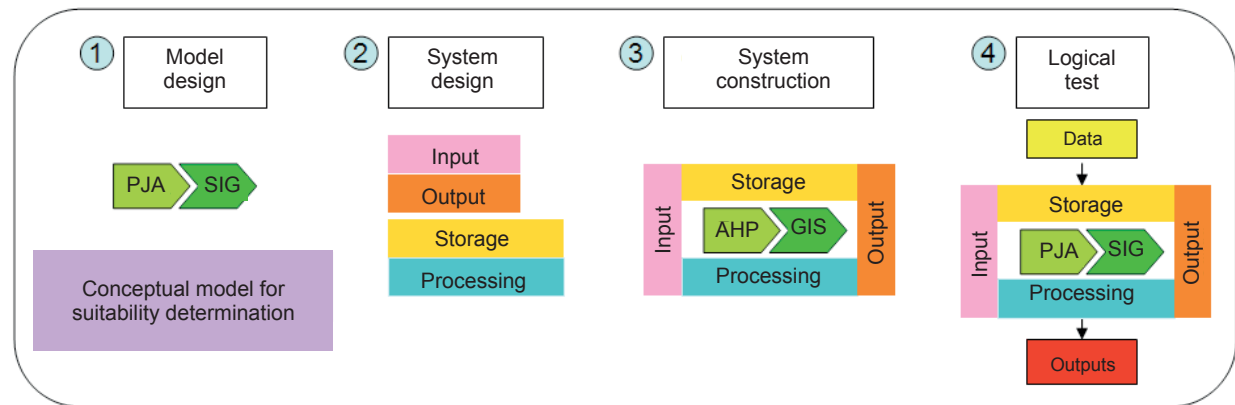 1
Model
design
PJA
SIG
Conceptual model for
suitability determination
2
System
design
Input
Output
Storage
Processing
3
System
construction
Input
Storage
AHP
GIS
Processing
Output
4
Logical
test
Data
Input
Storage
PJA
SIG
Processing
Output
Outputs